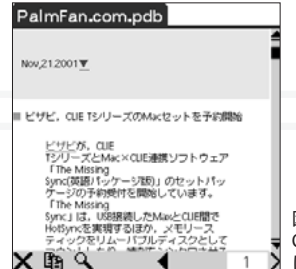 PalmFan.com.pdb
Nov,21.2001▼
■ ビザビ，CLIE TシリーズのMacセットを予約開始
ビザビが，CLIE
TシリーズとMac×CLIE連携ソフトウェア
「The Missing
Sync(英語パッケージ版)」のセットパッ
ケージの予約受付を開始しています。
「The Missing
Sync」は，USB接続したMacとCLIE間で
HotSyncを実現するほか，メモリース
ティックをリムーバブルディスクとして
1